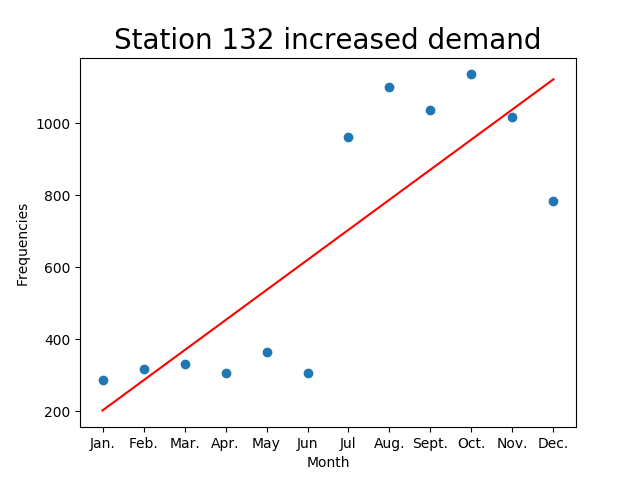 Station 132 increased demand
1000
800
600
400
200
Frequencies
Jan. Feb. Mar. Apr. May Jun Jul Aug. Sept. Oct. Nov. Dec.
Month